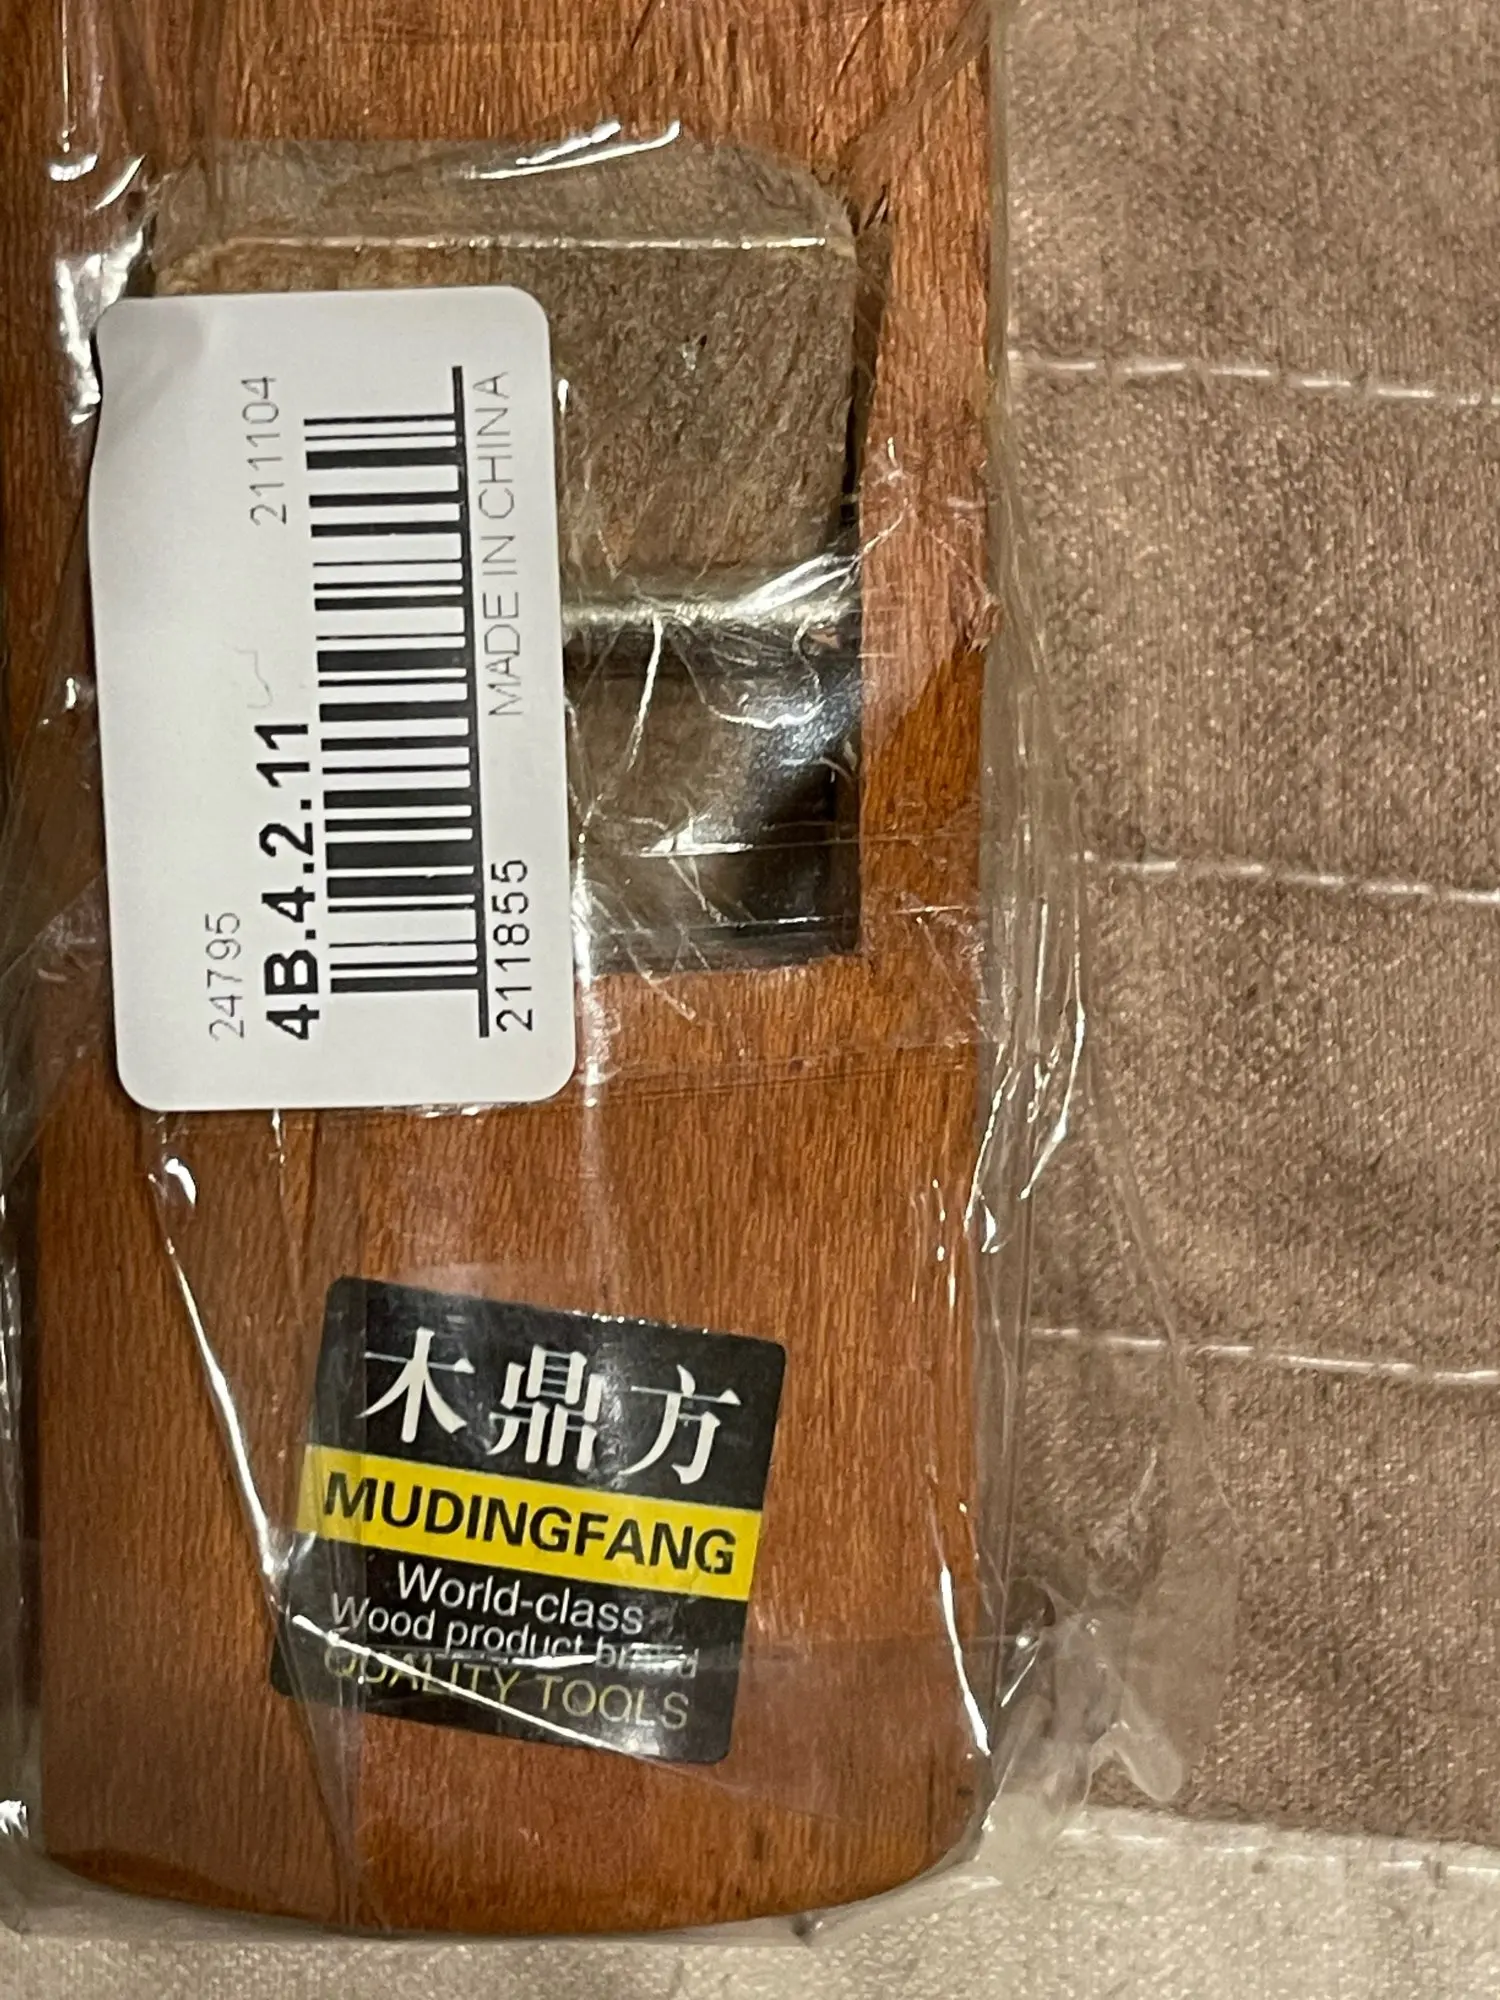 24795
211104
4B.4.2.11
211855
MADE IN CHINA
木鼎方
MUDINGFANG
World-class
Wood product brand
QUALITY TOOLS